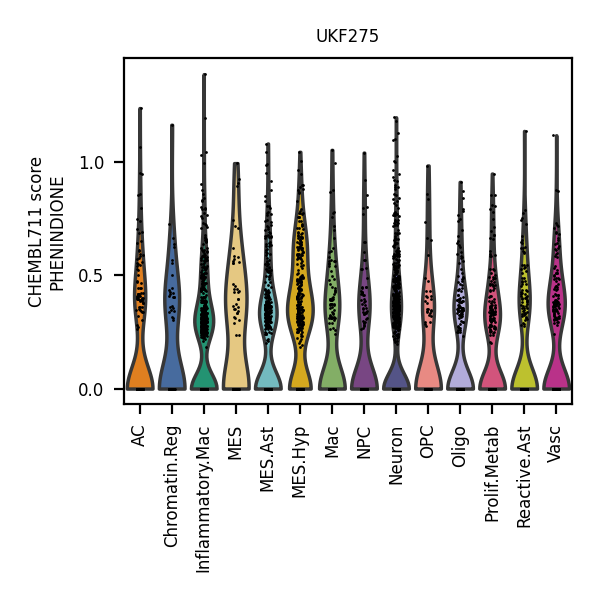 UKF275
CHEMBL711 score
PHENINDIONE
1.0
0.5
0.0
AC
Chromatin.Reg
Inflammatory.Mac
MES
MES.Ast
MES.Hyp
Mac
NPC
Neuron
OPC
Oligo
Prolif.Metab
Reactive.Ast
Vasc